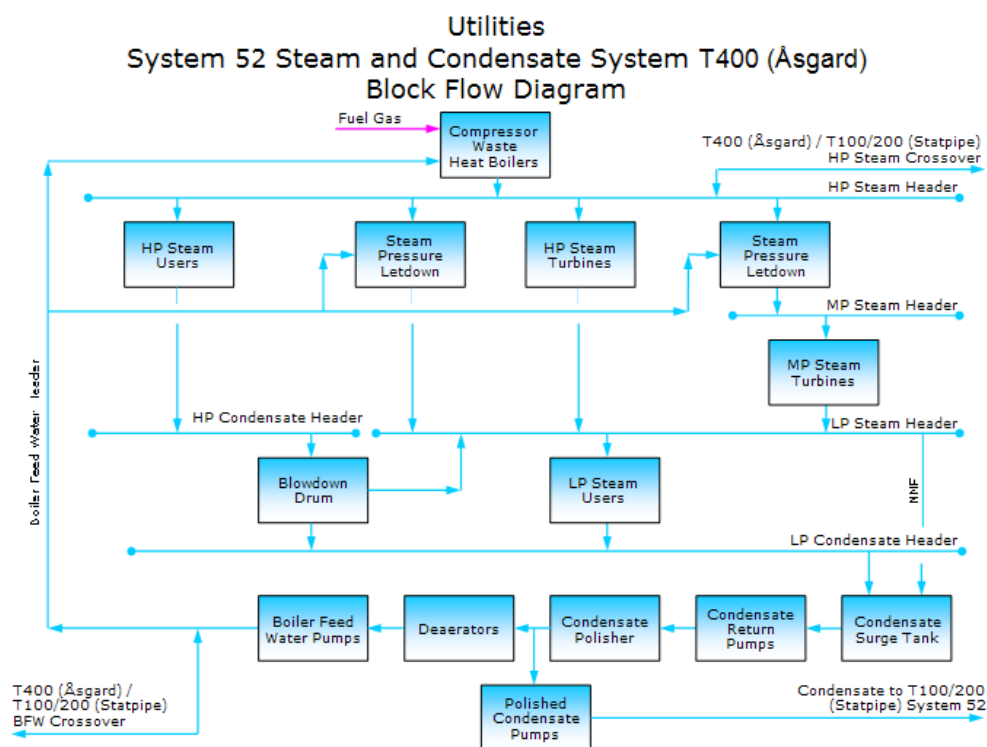 Utilities
System 52 Steam and Condensate System T400 (Åsgard)
Block Flow Diagram
Fuel Gas
Compressor
Waste
Heat Boilers
T400 (Åsgard) / T100/200 (Statpipe)
HP Steam Crossover
HP Steam Header
HP Steam
Users
Steam
Pressure
Letdown
HP Steam
Turbines
Steam
Pressure
Letdown
MP Steam Header
MP Steam
Turbines
Boiler Feed Water
HP Condensate Header
LP Steam Header
Blowdown
Drum
LP Steam
Users
NMF
LP Condensate Header
Boiler Feed
Water Pumps
Deaerators
Condensate
Polisher
Condensate
Return
Pumps
Condensate
Surge Tank
T400 (Åsgard) /
T100/200 (Statpipe)
BFW Crossover
Polished
Condensate
Pumps
Condensate to T100/200
(Statpipe) System 52